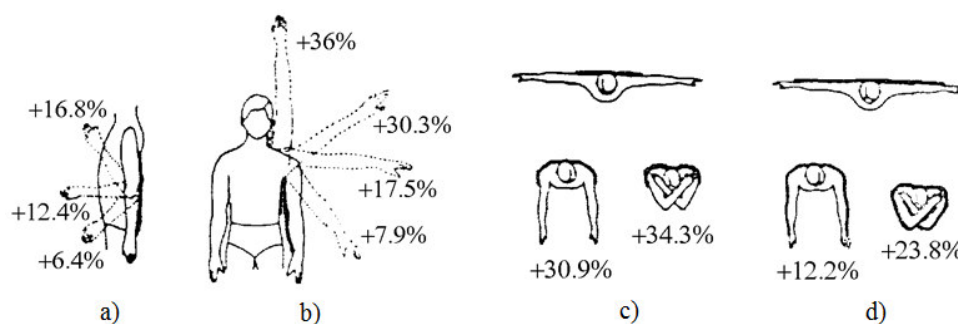 +16.8%
+12.4%
+6.4%
a)
+36%
+30.3%
+17.5%
+7.9%
b)
+30.9%
+34.3%
c)
+12.2%
+23.8%
d)